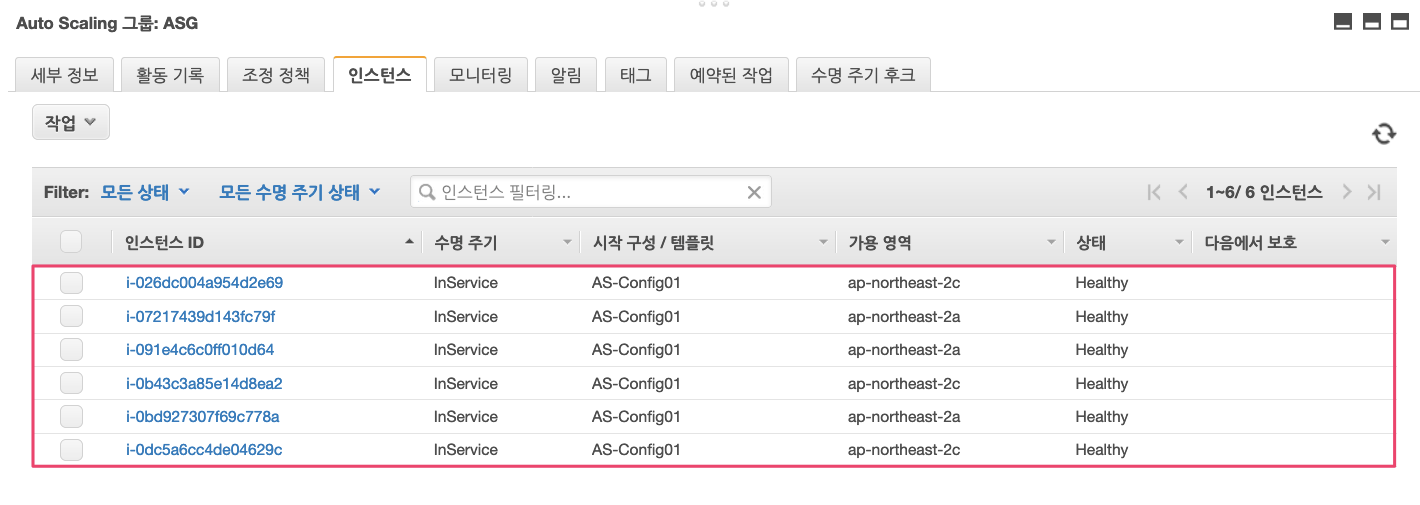 Auto Scaling 그룹: ASG
세부 정보 활동 기록 조정 정책 인스턴스 모니터링 알림 태그 예약된 작업 수명 주기 후크
작업
Filter: 모든 상태 모든 수명 주기 상태 인스턴스 필터링... 1~6/ 6 인스턴스
인스턴스 ID 수명 주기 시작 구성 / 템플릿 가용 영역 상태 다음에서 보호
i-026dc004a954d2e69 InService AS-Config01 ap-northeast-2c Healthy
i-07217439d143fc79f InService AS-Config01 ap-northeast-2a Healthy
i-091e4c6c0ff010d64 InService AS-Config01 ap-northeast-2a Healthy
i-0b43c3a85e14d8ea2 InService AS-Config01 ap-northeast-2c Healthy
i-0bd927307f69c778a InService AS-Config01 ap-northeast-2a Healthy
i-0dc5a6cc4de04629c InService AS-Config01 ap-northeast-2c Healthy